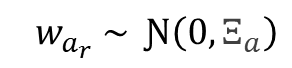 w_{a_r} ~ N(0, Ξ_a)